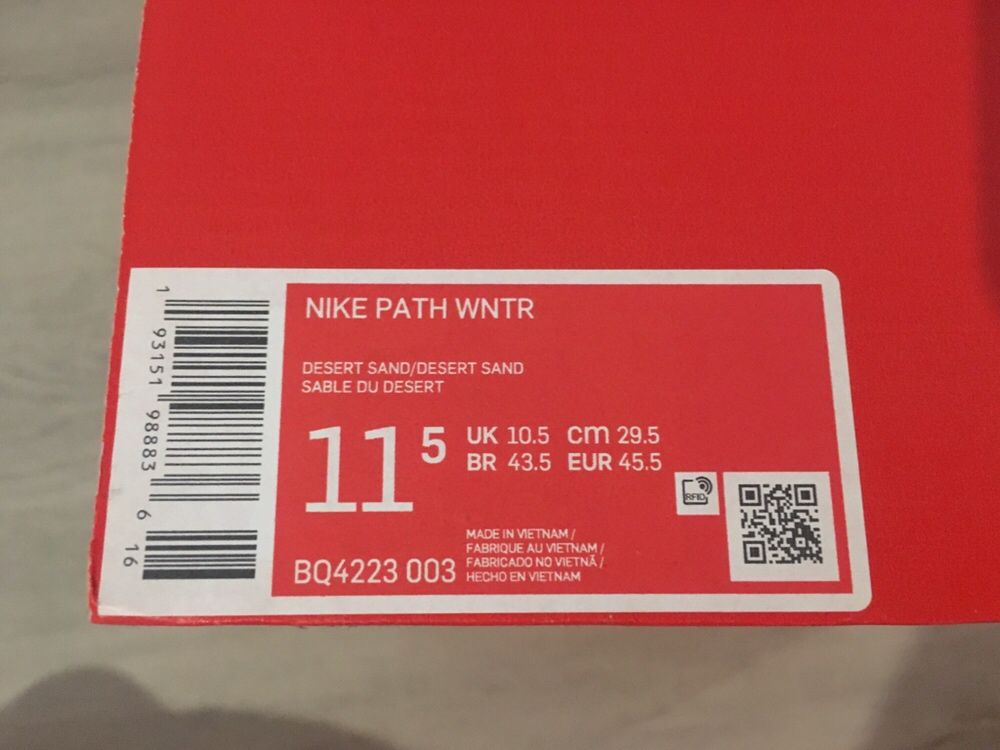 NIKE PATH WNTR
DESERT SAND/DESERT SAND
SABLE DU DESERT
11 5
UK 10.5 cm 29.5
BR 43.5 EUR 45.5
RFID
BQ4223 003
MADE IN VIETNAM /
FABRIQUE AU VIETNAM /
FABRICADO NO VIETNÃ /
HECHO EN VIETNAM
1 93151 98883 6 16